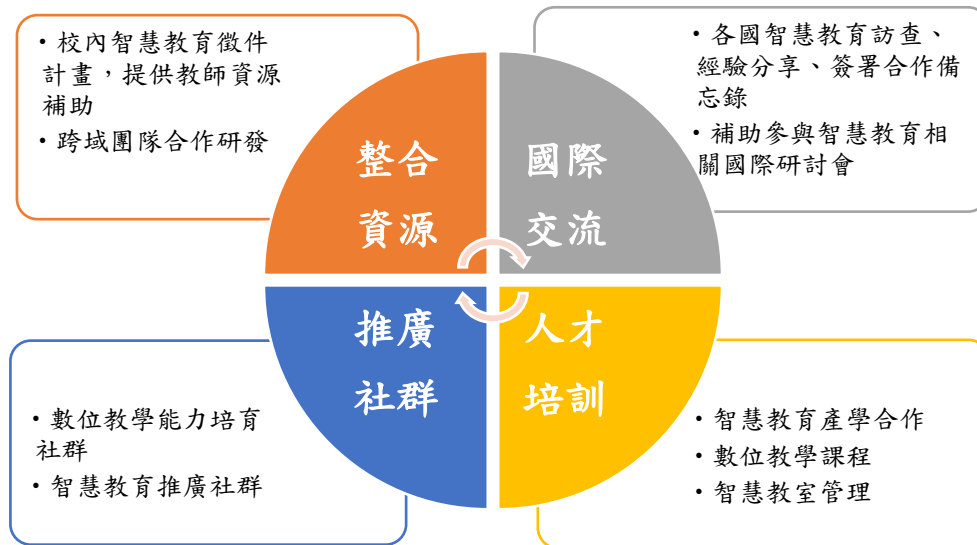 ・校內智慧教育徵件
計畫，提供教師資源
補助
・跨域團隊合作研發
・各國智慧教育訪查、
經驗分享、簽署合作備
忘錄
・補助參與智慧教育相
關國際研討會
整合
資源
國際
交流
推廣
社群
人才
培訓
・數位教學能力培育
社群
・智慧教育推廣社群
・智慧教育產學合作
・數位教學課程
・智慧教室管理